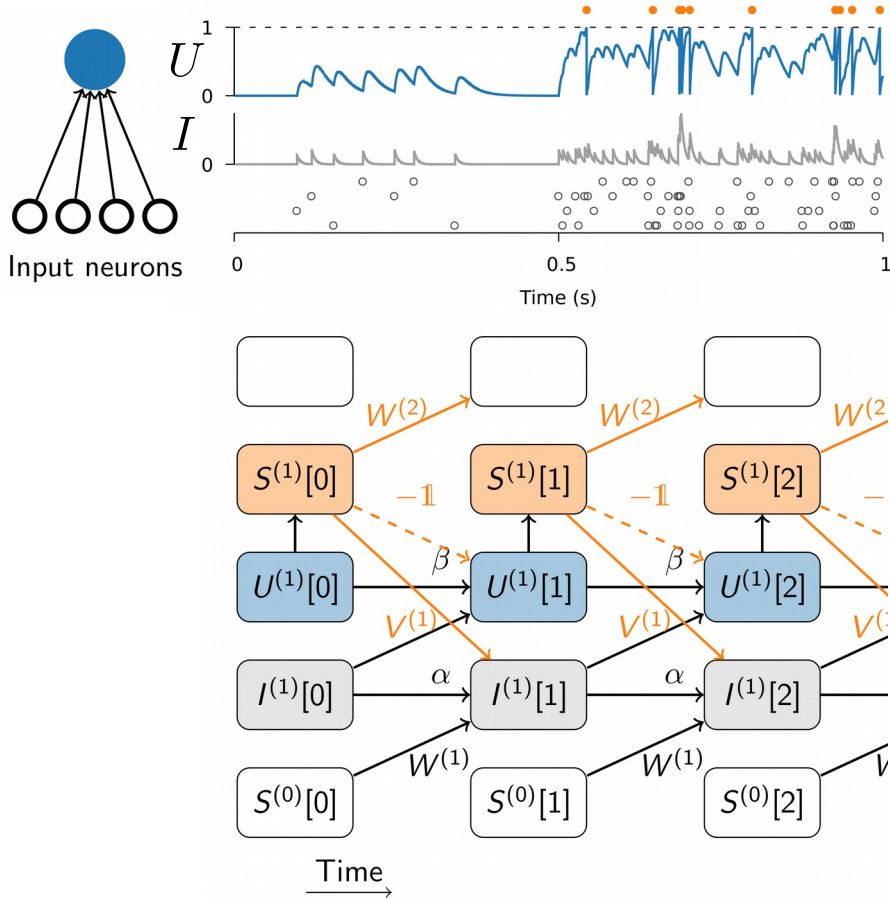 1
U
0
I
0
Input neurons
0 0.5 1
Time (s)
W⁽²⁾ W⁽²⁾ W⁽²
S⁽¹⁾[0] S⁽¹⁾[1] S⁽¹⁾[2]
−𝟙 −𝟙 −
β β
U⁽¹⁾[0] U⁽¹⁾[1] U⁽¹⁾[2]
V⁽¹⁾ V⁽¹⁾ V⁽¹
α α
I⁽¹⁾[0] I⁽¹⁾[1] I⁽¹⁾[2]
W⁽¹⁾ W⁽¹⁾
S⁽⁰⁾[0] S⁽⁰⁾[1] S⁽⁰⁾[2]
Time